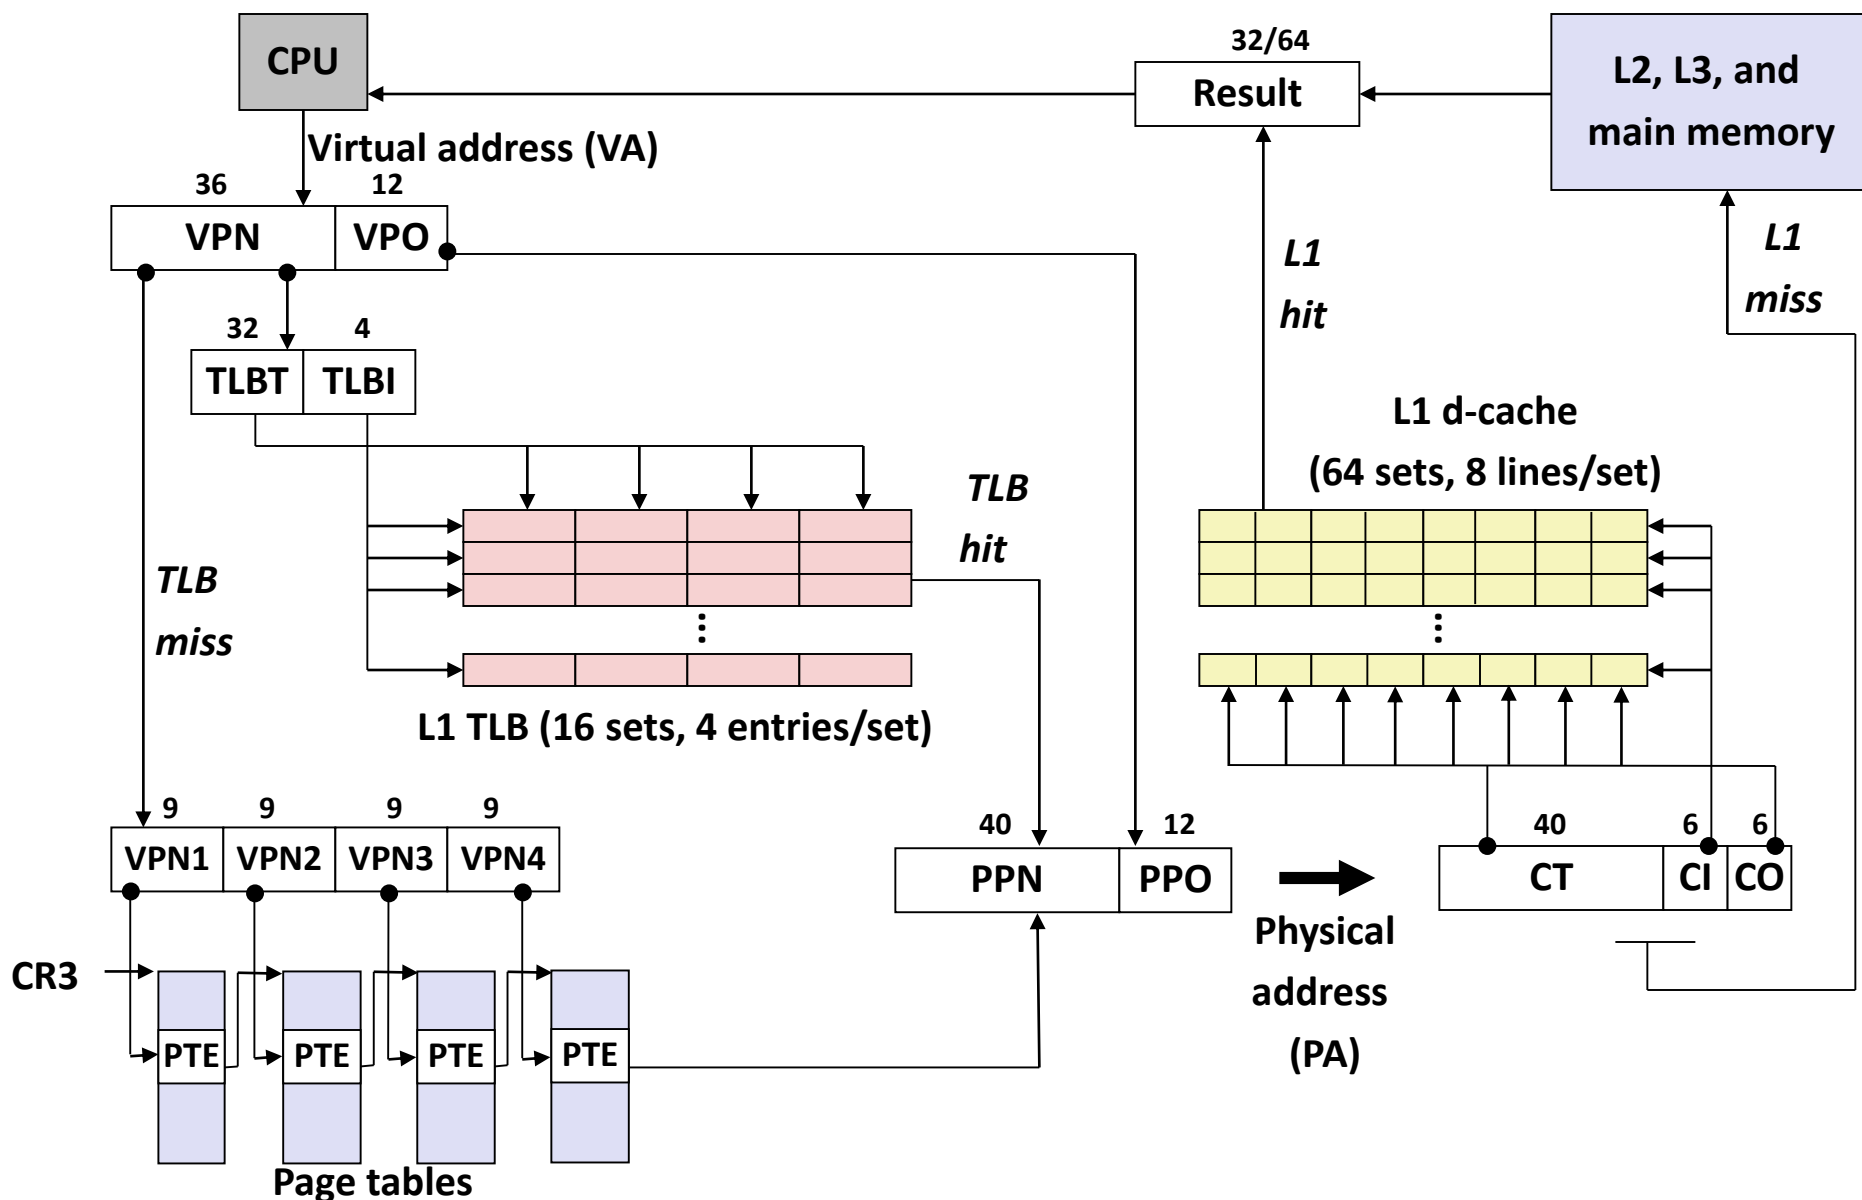 CPU
32/64
Result
L2, L3, and
main memory
Virtual address (VA)
36 12
VPN VPO
L1
hit
L1
miss
32 4
TLBT TLBI
L1 d-cache
(64 sets, 8 lines/set)
TLB
hit
TLB
miss
...
...
L1 TLB (16 sets, 4 entries/set)
9 9 9 9
VPN1 VPN2 VPN3 VPN4
40 12
PPN PPO
40 6 6
CT CI CO
Physical
address
(PA)
CR3
PTE PTE PTE PTE
Page tables